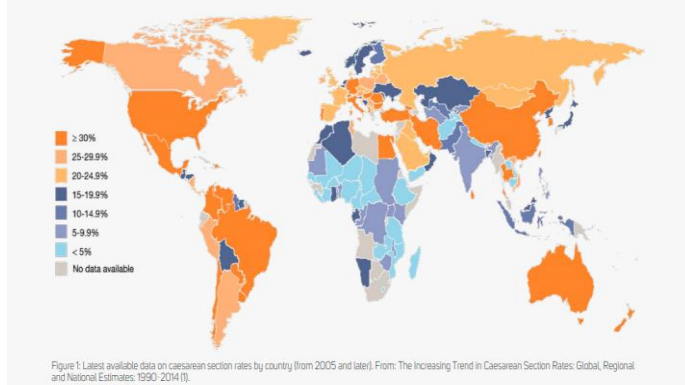 ≥ 30%
25-29.9%
20-24.9%
15-19.9%
10-14.9%
5-9.9%
< 5%
No data available
Figure 1: Latest available data on caesarean section rates by country (from 2005 and later). From: The Increasing Trend in Caesarean Section Rates: Global, Regional
and National Estimates: 1990-2014 (1).